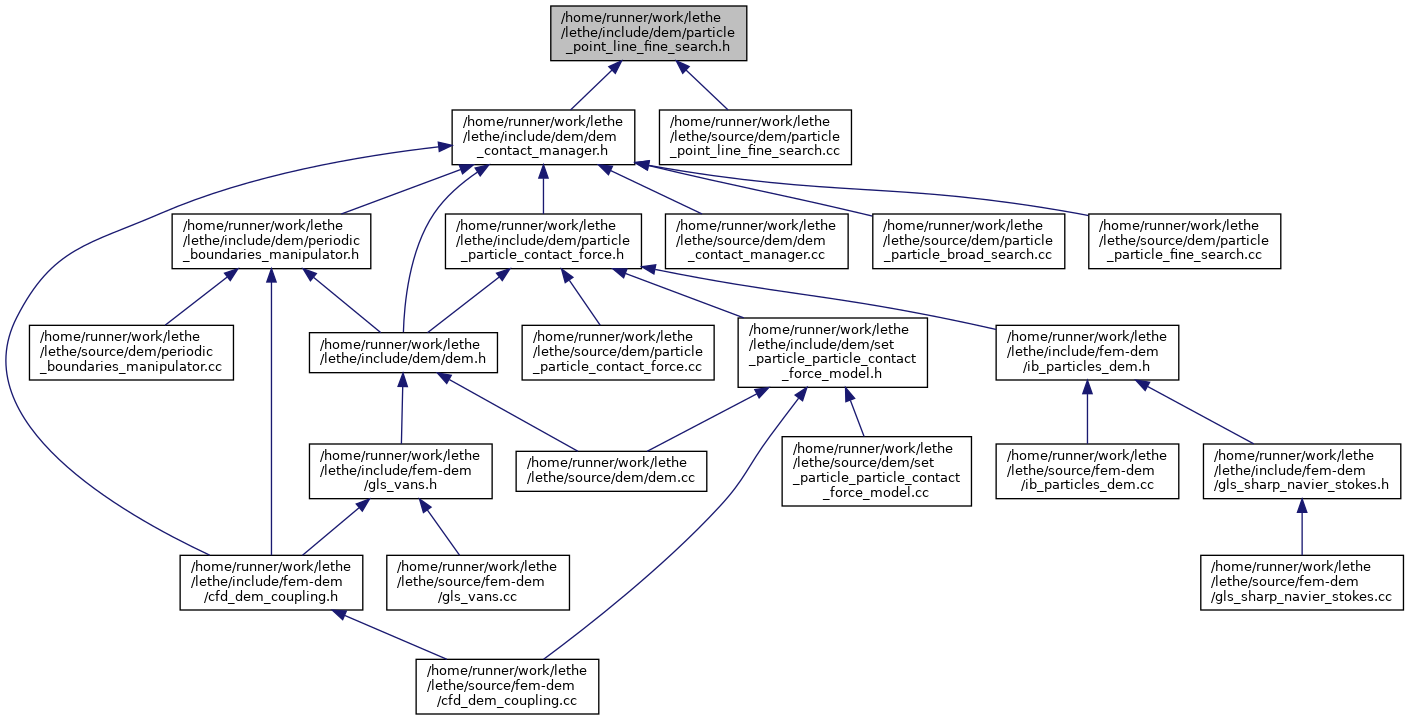 /home/runner/work/lethe
/lethe/include/dem/particle
_point_line_fine_search.h
/home/runner/work/lethe
/lethe/include/dem/dem
_contact_manager.h
/home/runner/work/lethe
/lethe/source/dem/particle
_point_line_fine_search.cc
/home/runner/work/lethe
/lethe/include/dem/periodic
_boundaries_manipulator.h
/home/runner/work/lethe
/lethe/include/dem/particle
_particle_contact_force.h
/home/runner/work/lethe
/lethe/source/dem/dem
_contact_manager.cc
/home/runner/work/lethe
/lethe/source/dem/particle
_particle_broad_search.cc
/home/runner/work/lethe
/lethe/source/dem/particle
_particle_fine_search.cc
/home/runner/work/lethe
/lethe/source/dem/periodic
_boundaries_manipulator.cc
/home/runner/work/lethe
/lethe/include/dem/dem.h
/home/runner/work/lethe
/lethe/source/dem/particle
_particle_contact_force.cc
/home/runner/work/lethe
/lethe/include/dem/set
_particle_particle_contact
_force_model.h
/home/runner/work/lethe
/lethe/include/fem-dem
/ib_particles_dem.h
/home/runner/work/lethe
/lethe/include/fem-dem
/gls_vans.h
/home/runner/work/lethe
/lethe/source/dem/dem.cc
/home/runner/work/lethe
/lethe/source/dem/set
_particle_particle_contact
_force_model.cc
/home/runner/work/lethe
/lethe/source/fem-dem
/ib_particles_dem.cc
/home/runner/work/lethe
/lethe/include/fem-dem
/gls_sharp_navier_stokes.h
/home/runner/work/lethe
/lethe/include/fem-dem
/cfd_dem_coupling.h
/home/runner/work/lethe
/lethe/source/fem-dem
/gls_vans.cc
/home/runner/work/lethe
/lethe/source/fem-dem
/gls_sharp_navier_stokes.cc
/home/runner/work/lethe
/lethe/source/fem-dem
/cfd_dem_coupling.cc